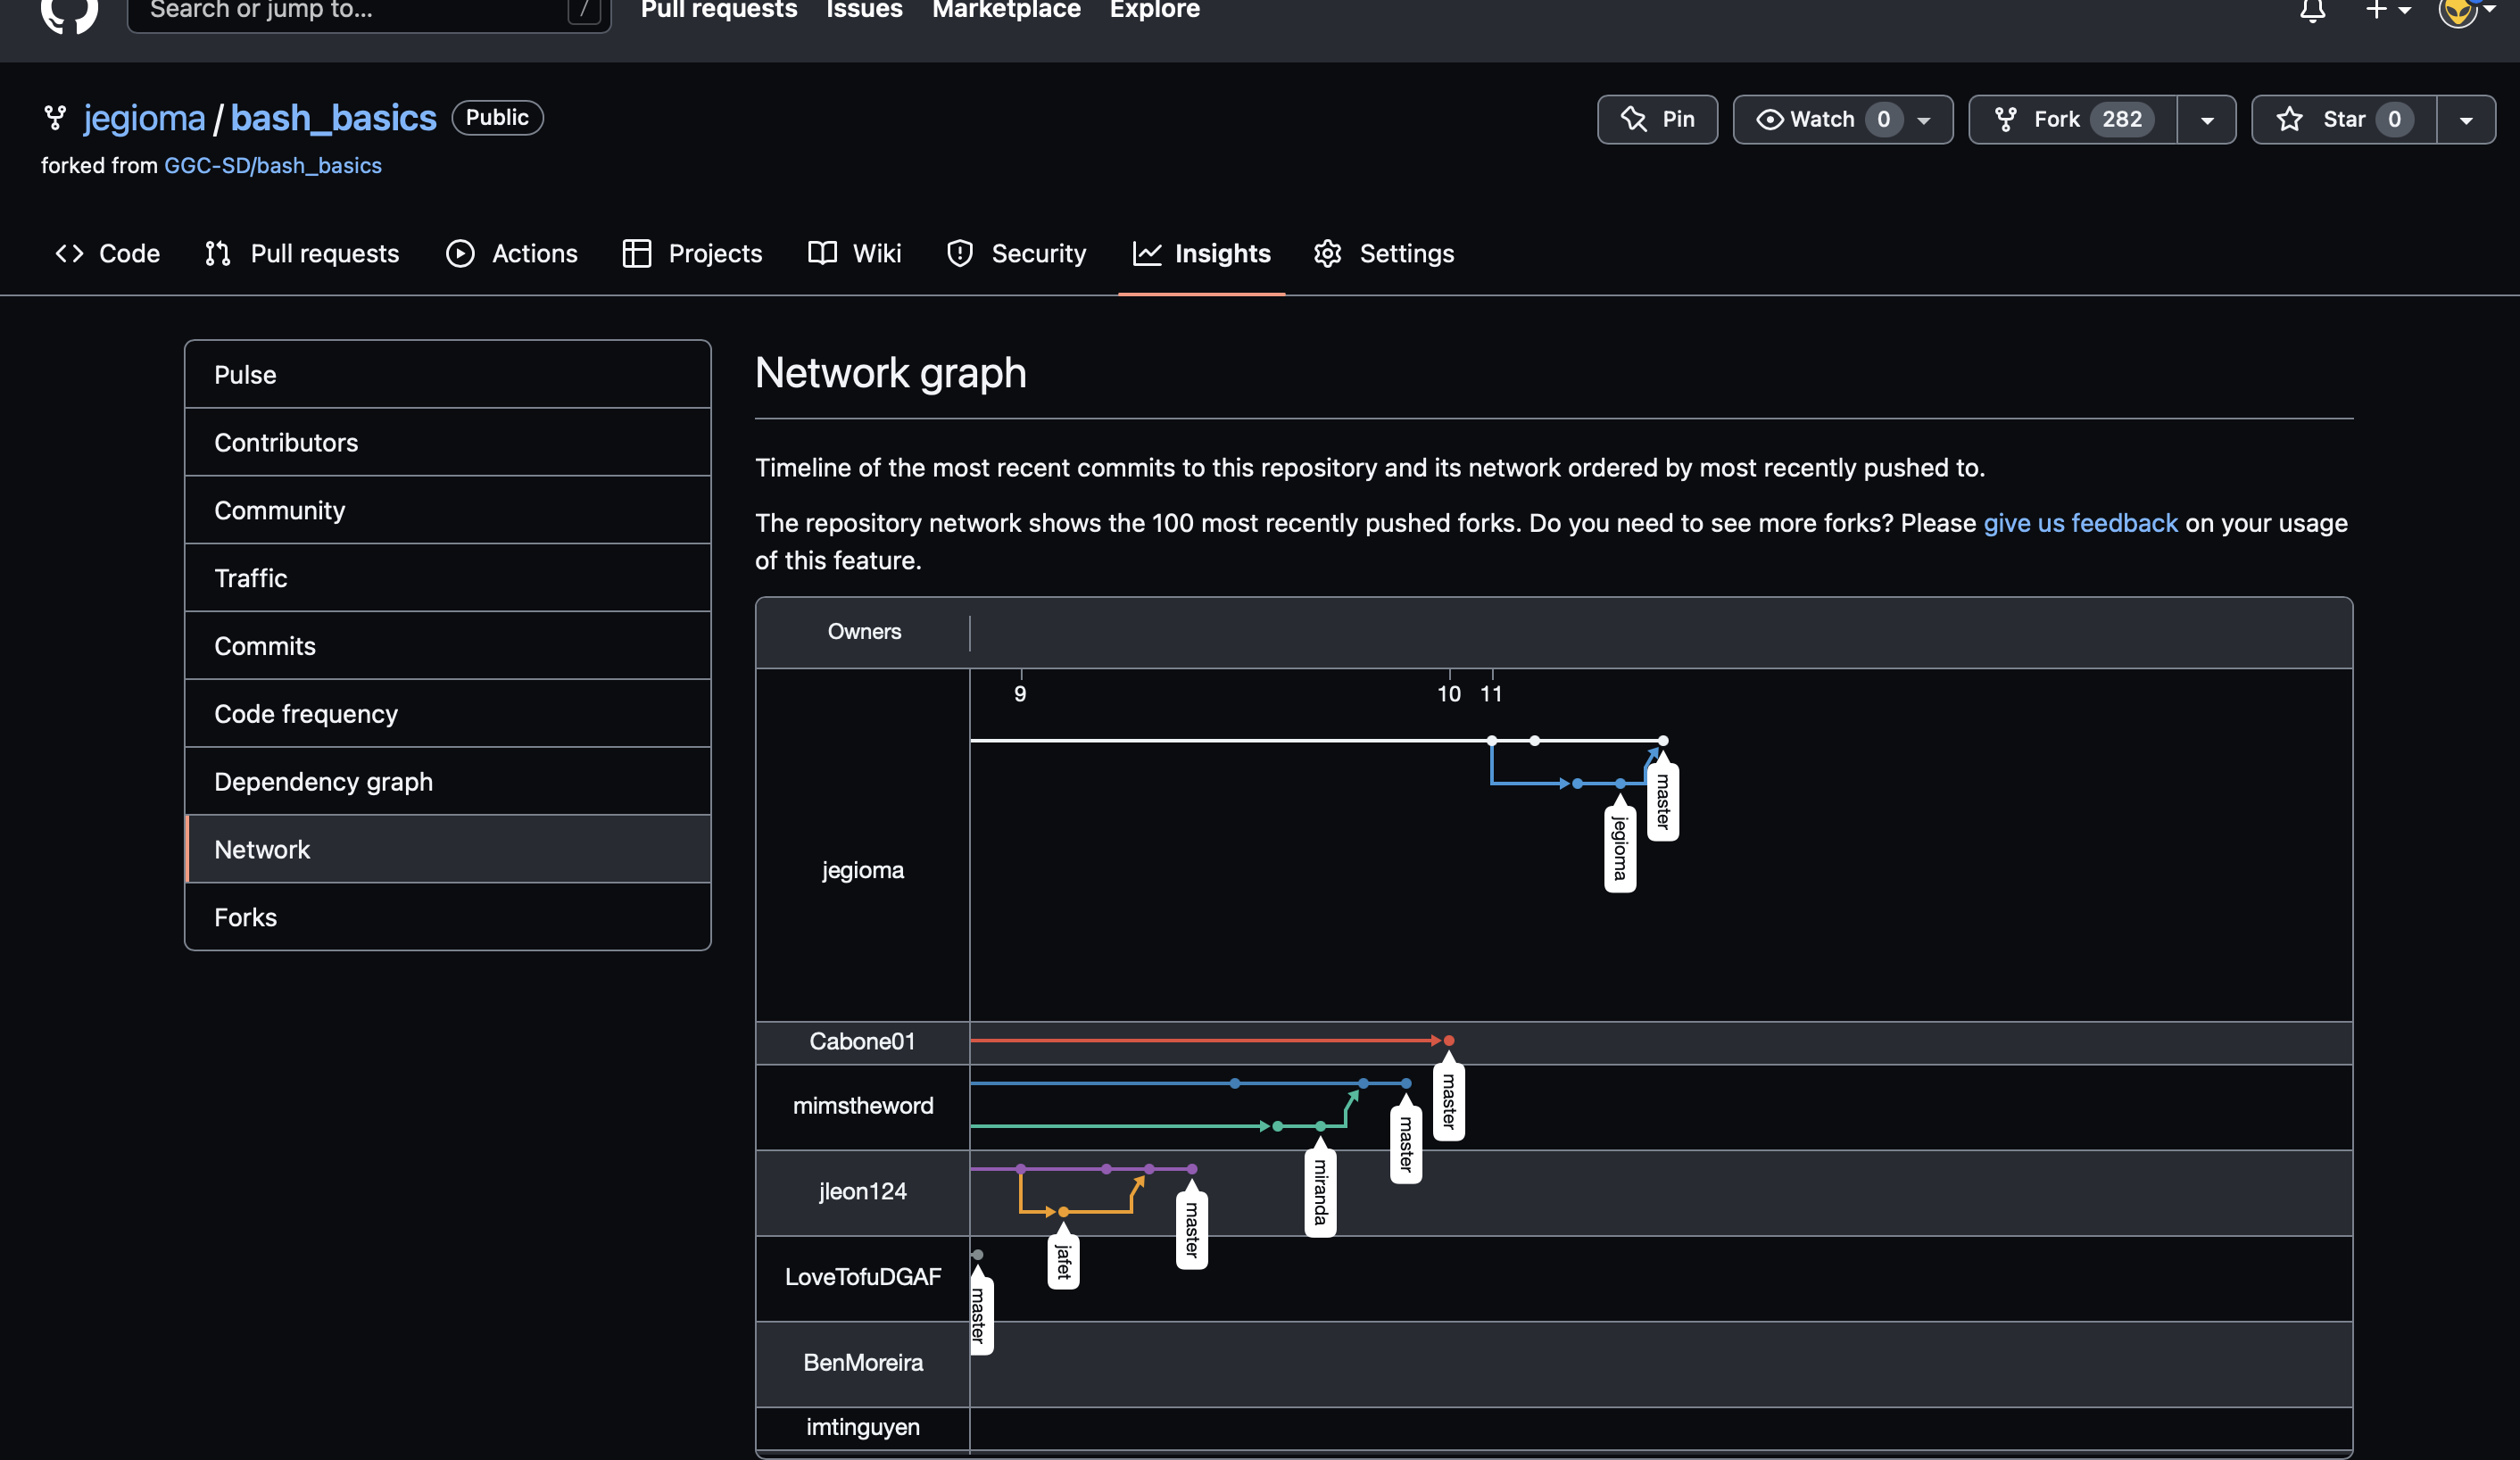 Search or jump to... /
Pull requests Issues Marketplace Explore
jegioma / bash_basics Public
Pin Watch 0 Fork 282 Star 0
forked from GGC-SD/bash_basics
Code Pull requests Actions Projects Wiki Security Insights Settings
Pulse
Contributors
Community
Traffic
Commits
Code frequency
Dependency graph
Network
Forks
Network graph
Timeline of the most recent commits to this repository and its network ordered by most recently pushed to.
The repository network shows the 100 most recently pushed forks. Do you need to see more forks? Please give us feedback on your usage
of this feature.
Owners
9 10 11
jegioma
master
jegioma
Cabone01
master
mimstheword
master
miranda
jleon124
master
jafet
LoveTofuDGAF
master
BenMoreira
imtinguyen